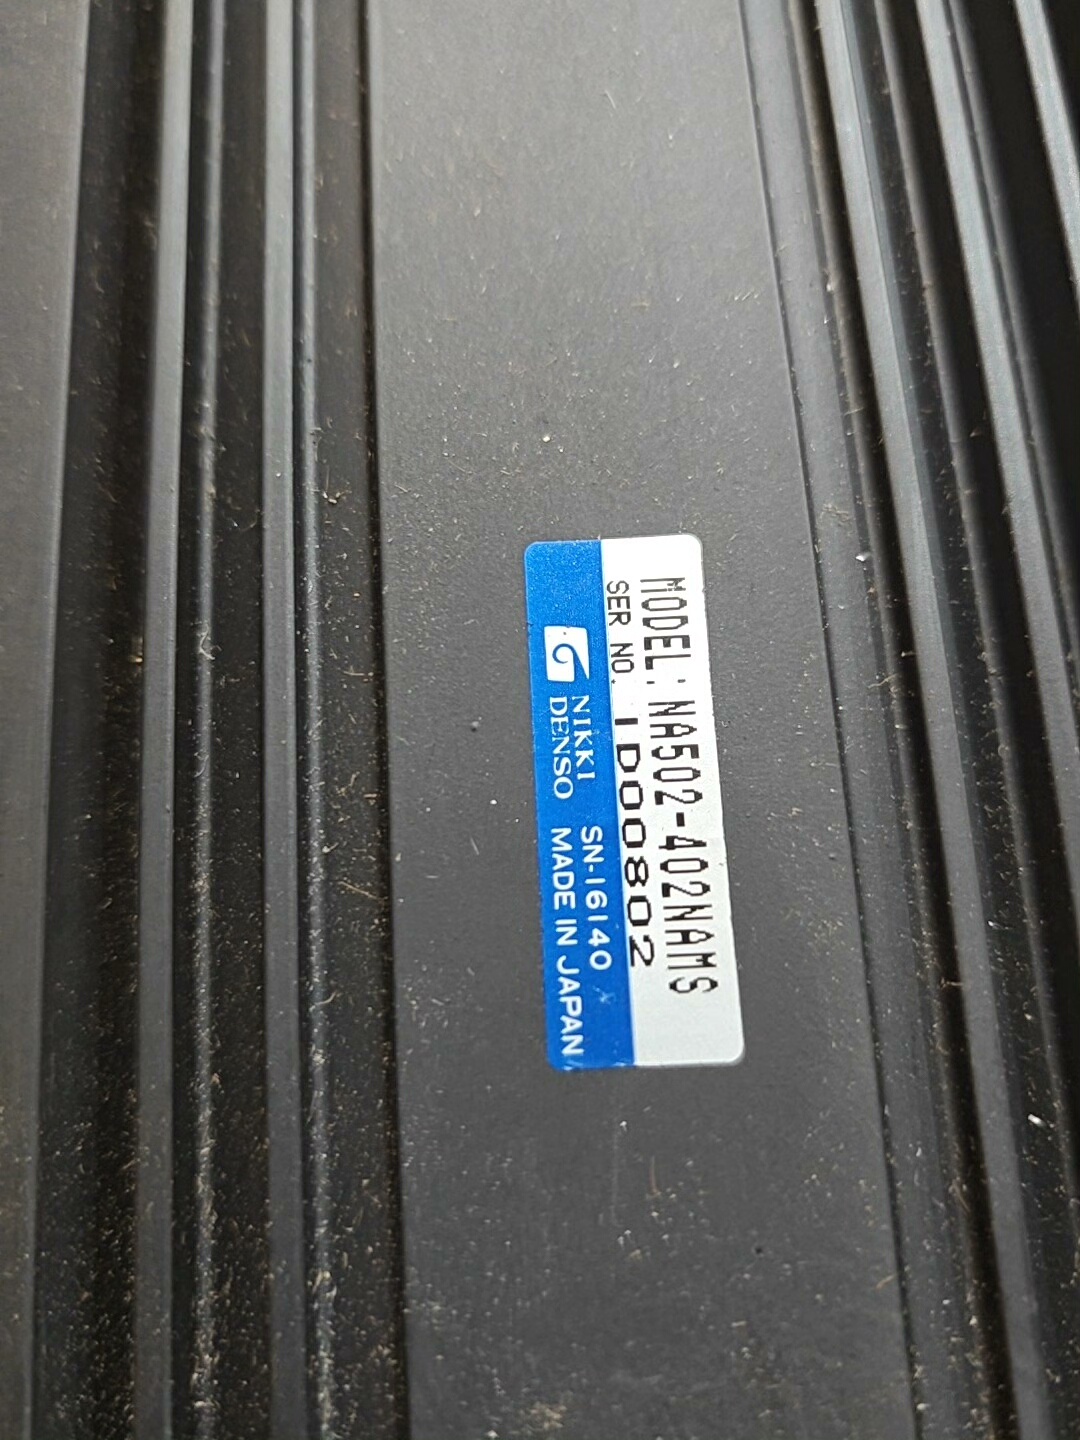 MODEL: NA502-402NAMS
SER NO. 1D00802
NIKKI
DENSO
SN-16140
MADE IN JAPAN